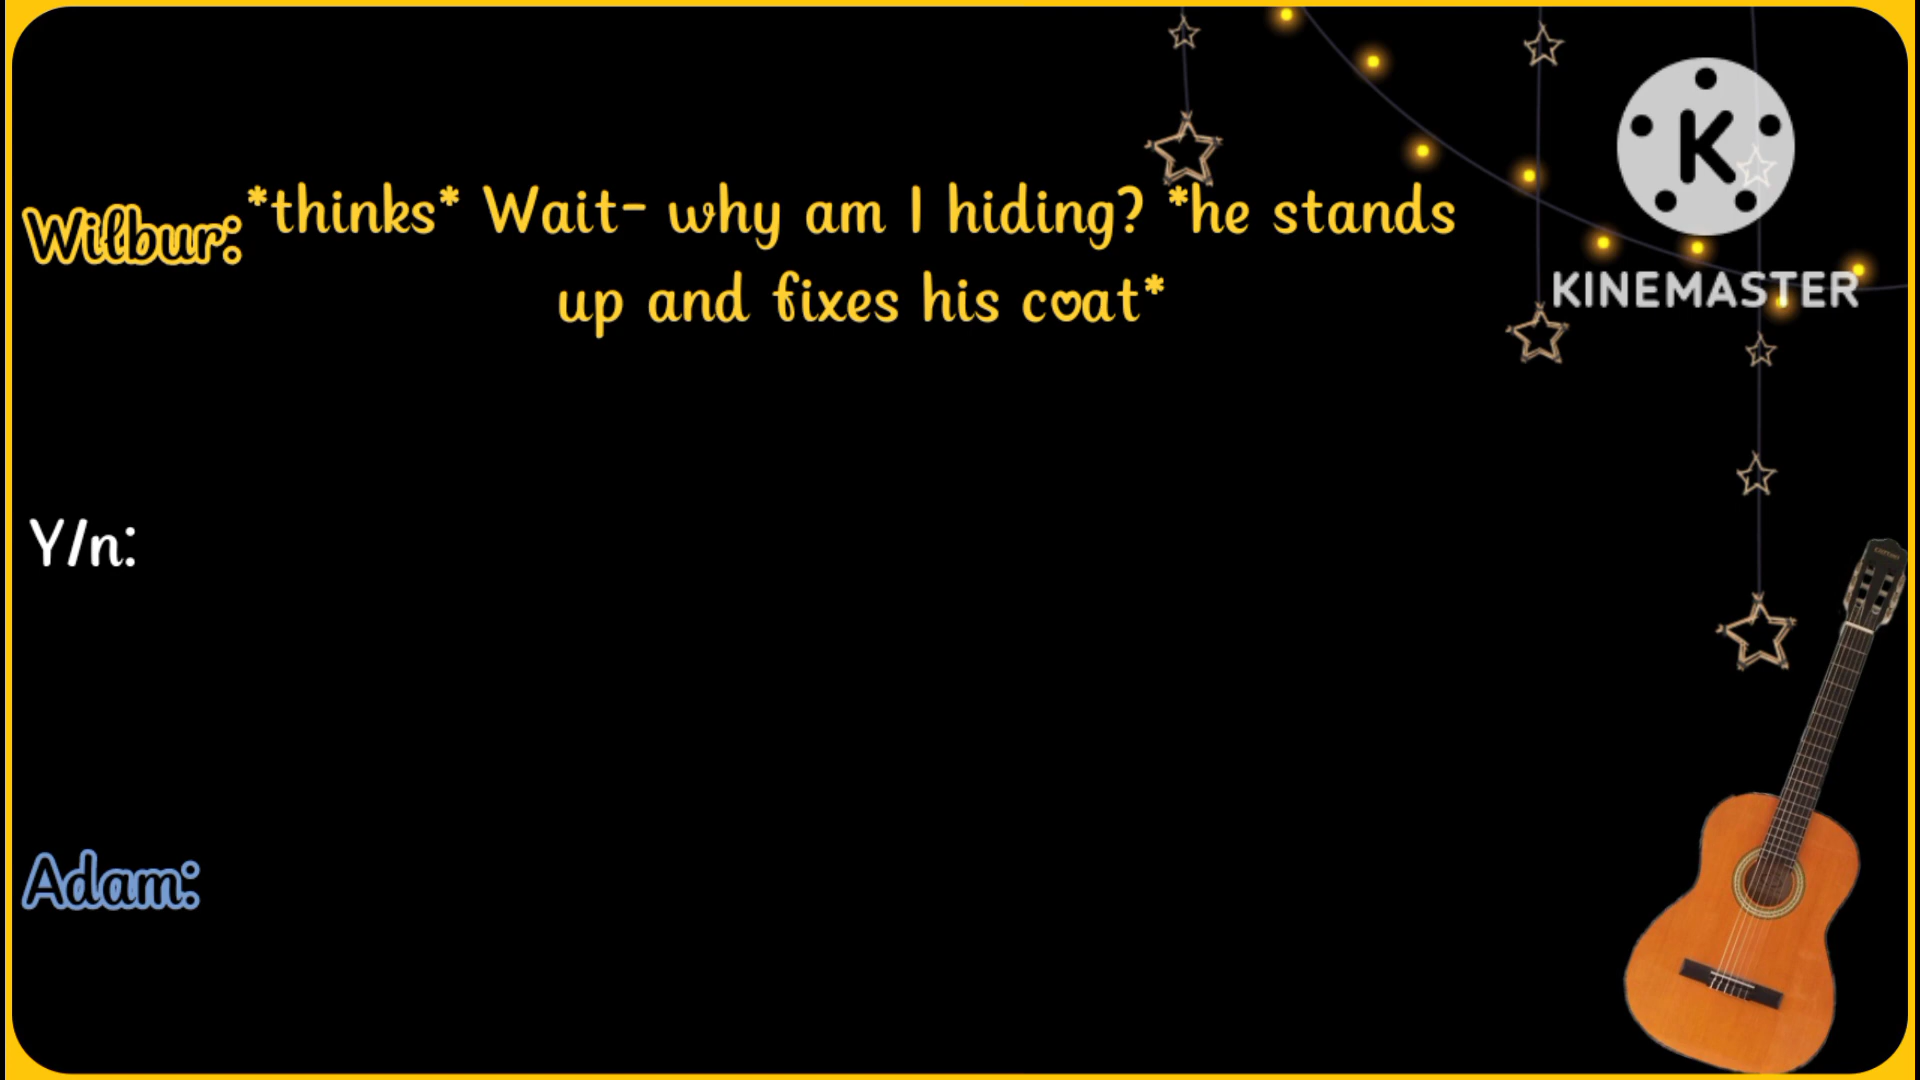 Wilbur: *thinks* Wait- why am I hiding? *he stands
up and fixes his coat*
K
KINEMASTER
Y/n:
Adam: